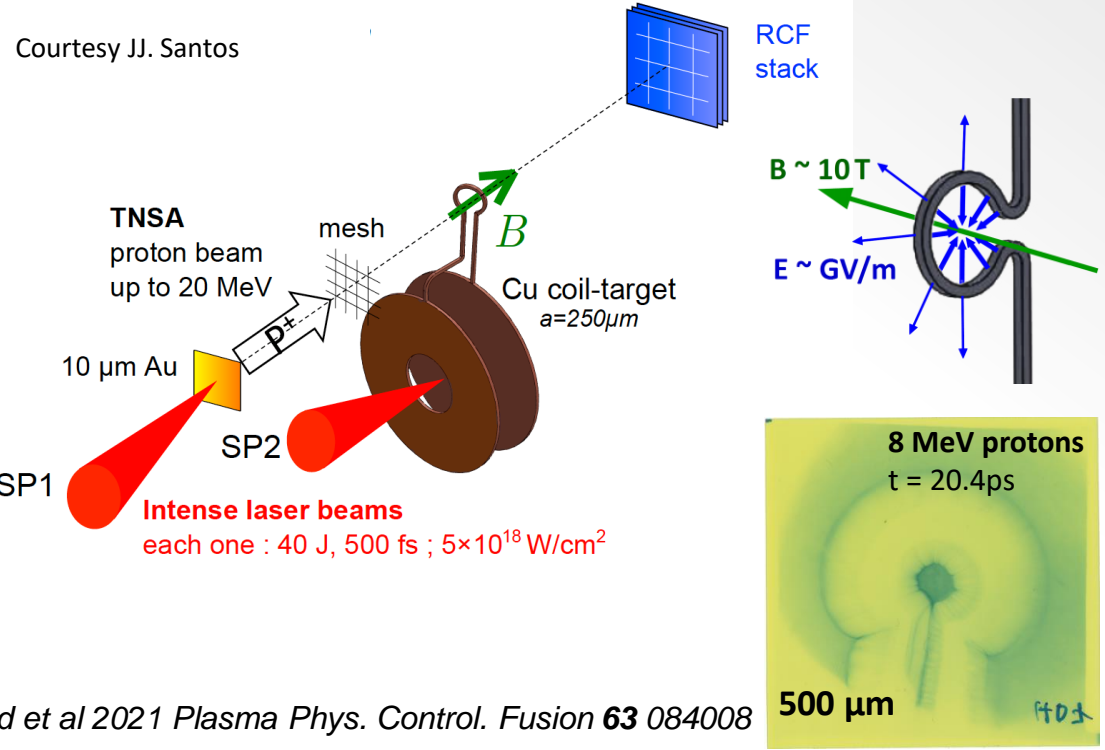 Courtesy JJ. Santos
RCF
stack
TNSA
proton beam
up to 20 MeV
mesh
P⁺
B
Cu coil-target
a=250μm
10 μm Au
SP1
SP2
Intense laser beams
each one : 40 J, 500 fs ; 5×10¹⁸ W/cm²
B ~ 10 T
E ~ GV/m
8 MeV protons
t = 20.4ps
500 μm
d et al 2021 Plasma Phys. Control. Fusion 63 084008